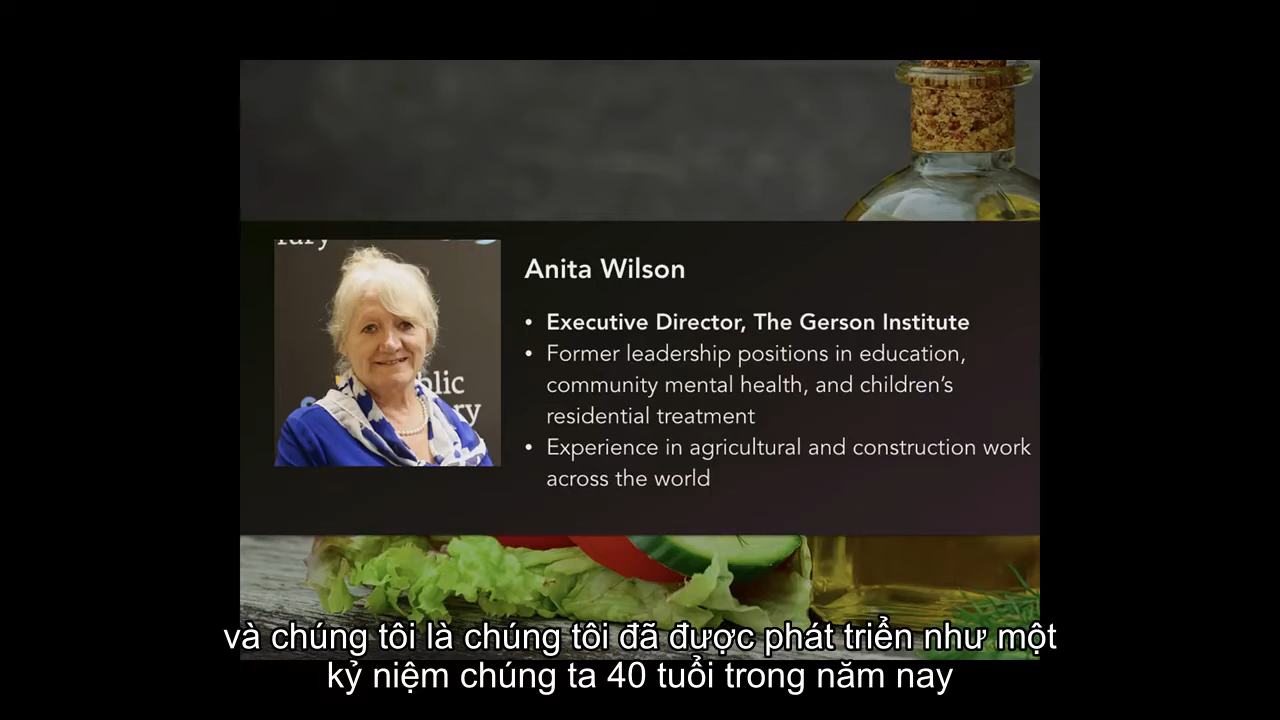 Anita Wilson
• Executive Director, The Gerson Institute
• Former leadership positions in education,
community mental health, and children's
residential treatment
• Experience in agricultural and construction work
across the world
và chúng tôi là chúng tôi đã được phát triển như một
kỷ niệm chúng ta 40 tuổi trong năm nay